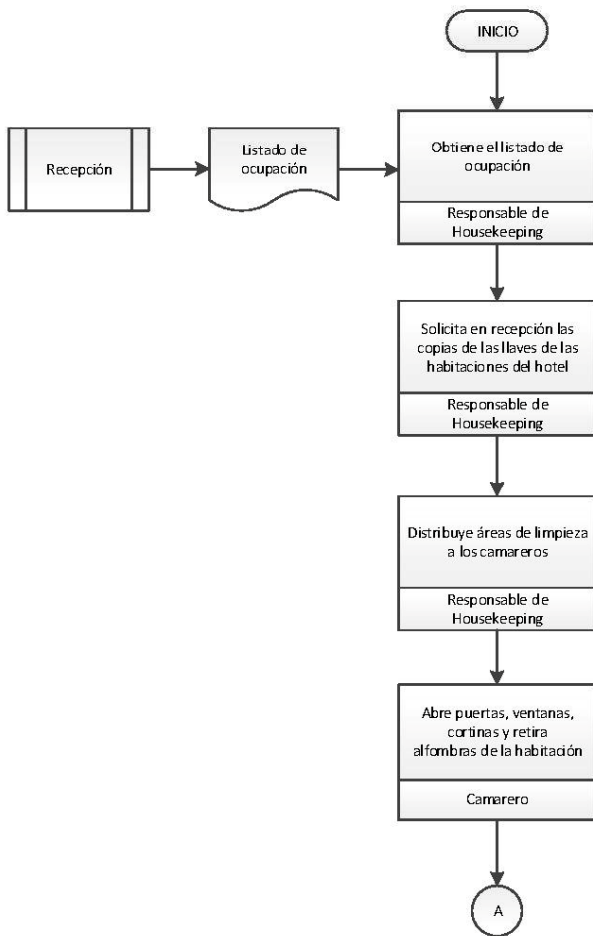 INICIO
Recepción
Listado de
ocupación
Obtiene el listado de
ocupación
Responsable de
Housekeeping
Solicita en recepción las
copias de las llaves de las
habitaciones del hotel
Responsable de
Housekeeping
Distribuye áreas de limpieza
a los camareros
Responsable de
Housekeeping
Abre puertas, ventanas,
cortinas y retira
alfombras de la habitación
Camarero
A